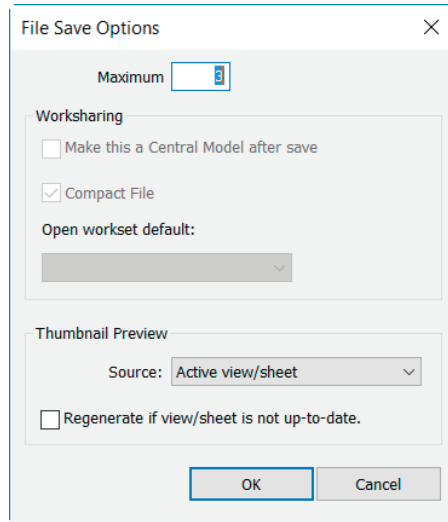 File Save Options
Maximum 3
Worksharing
Make this a Central Model after save
Compact File
Open workset default:
Thumbnail Preview
Source: Active view/sheet
Regenerate if view/sheet is not up-to-date.
OK Cancel